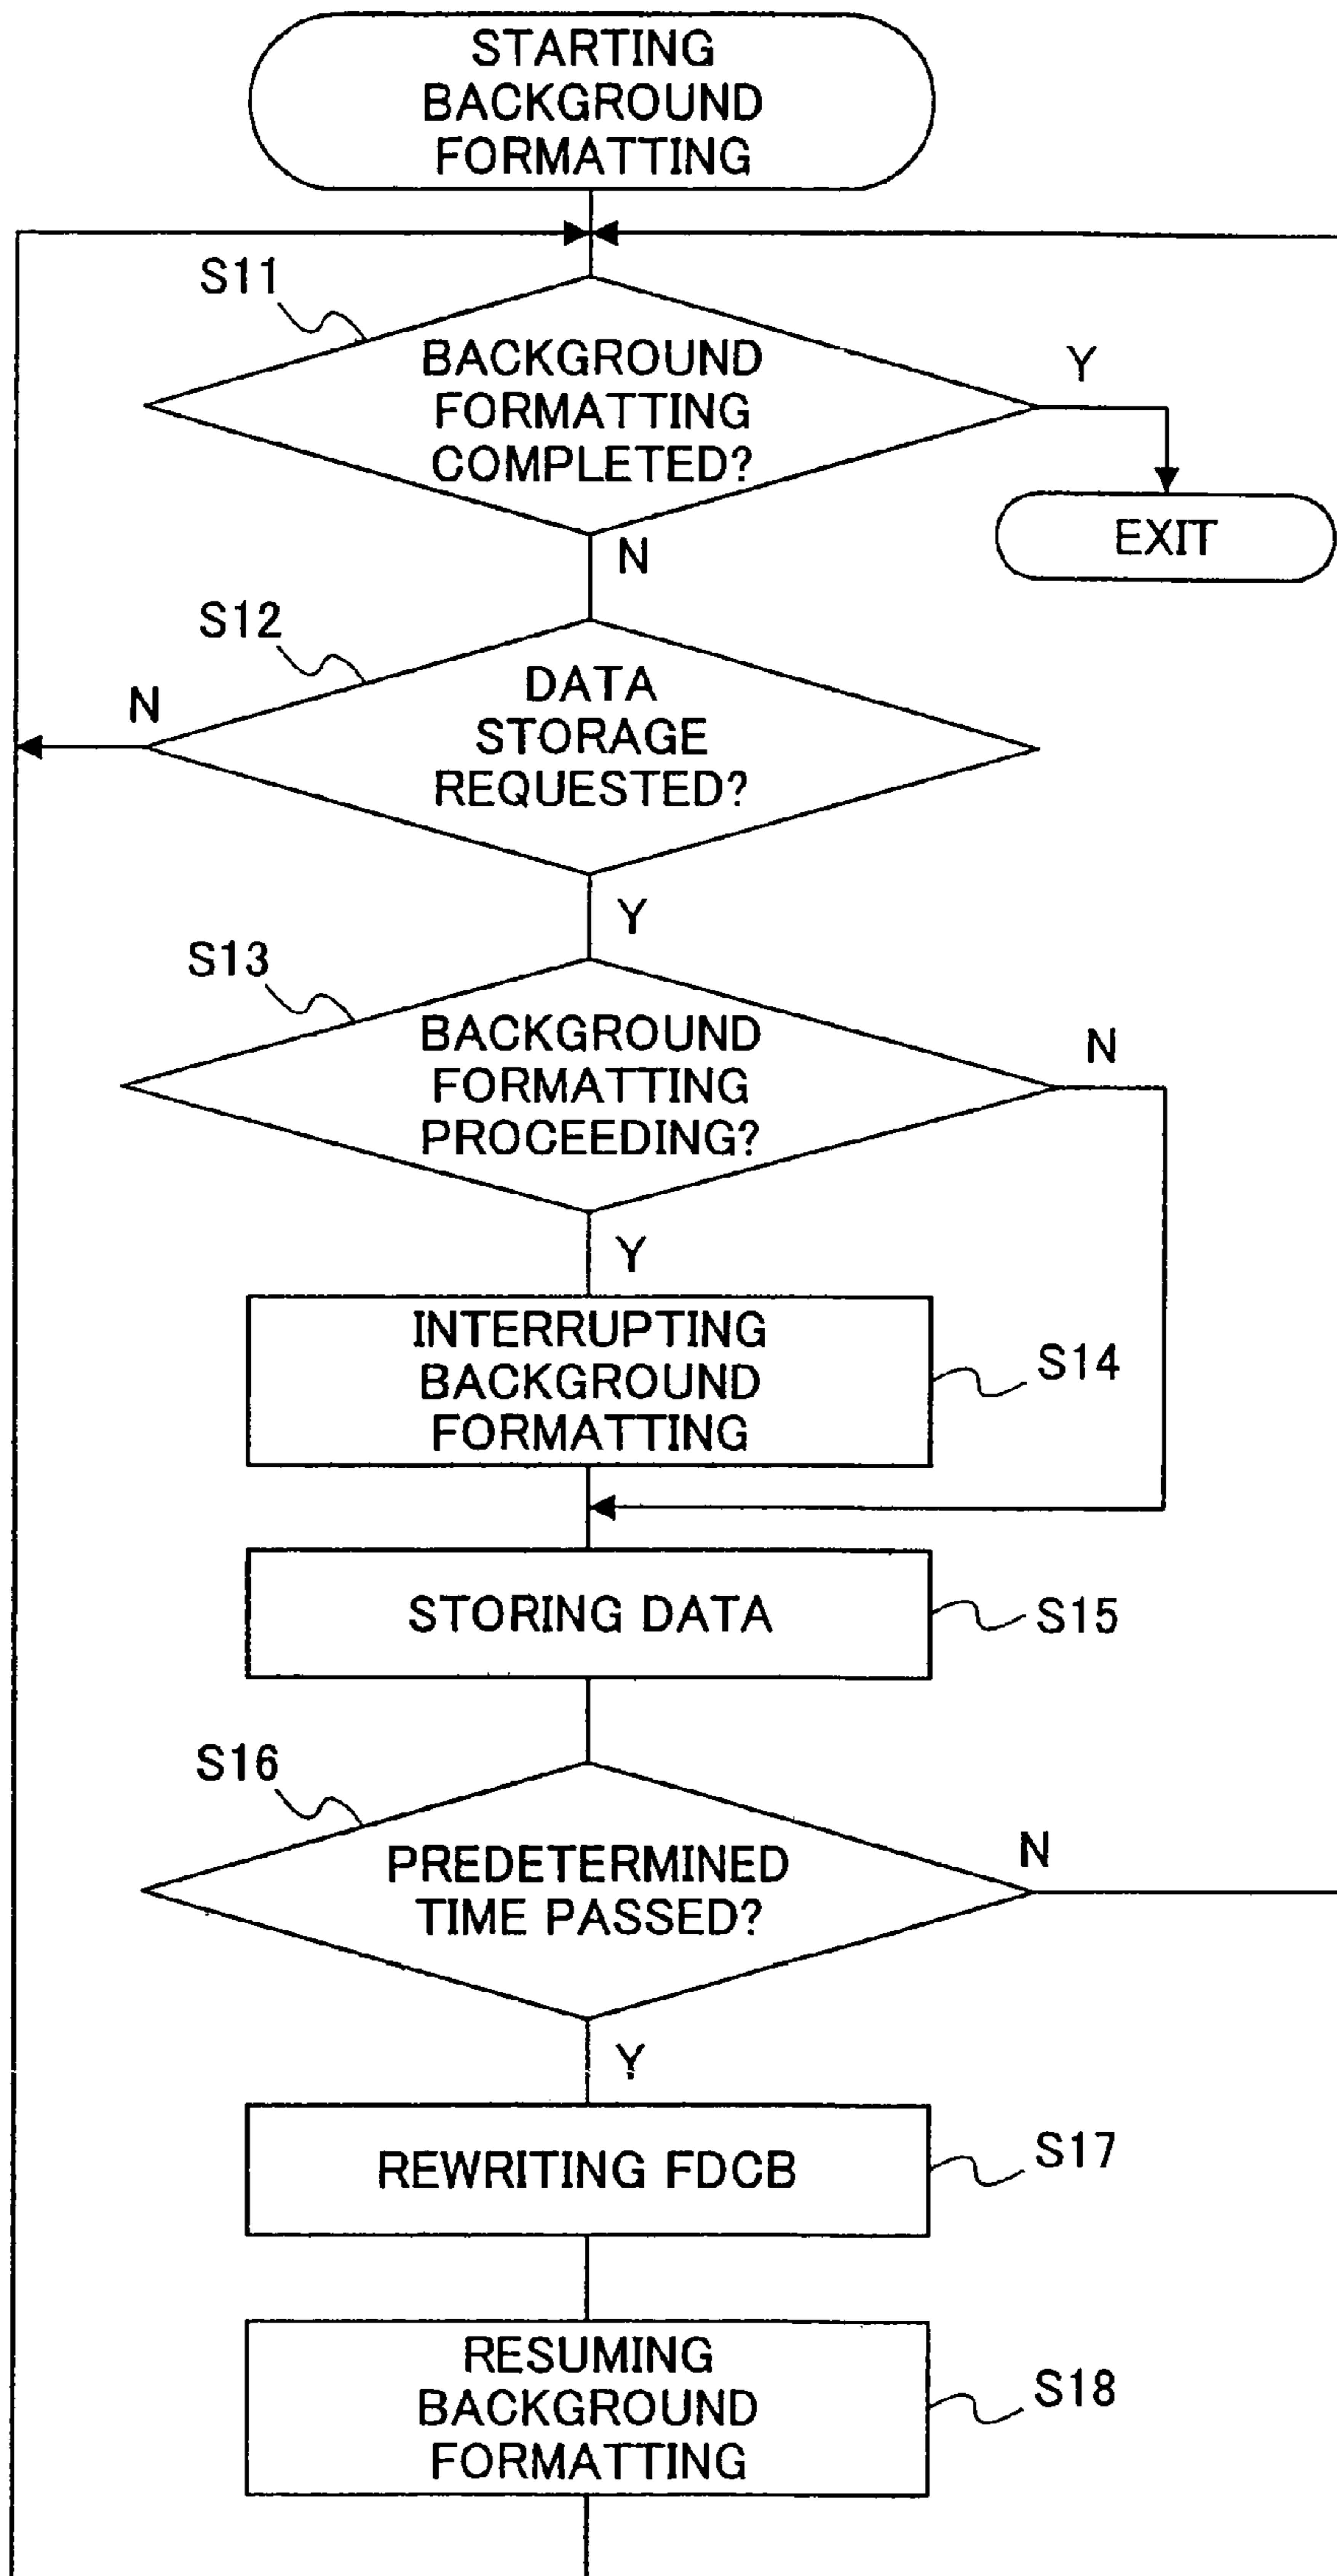 STARTING
BACKGROUND
FORMATTING
S11
BACKGROUND
FORMATTING
COMPLETED?
Y
EXIT
N
S12
DATA
STORAGE
REQUESTED?
N
Y
S13
BACKGROUND
FORMATTING
PROCEEDING?
N
Y
INTERRUPTING
BACKGROUND
FORMATTING
S14
STORING DATA
S15
S16
PREDETERMINED
TIME PASSED?
N
Y
REWRITING FDCB
S17
RESUMING
BACKGROUND
FORMATTING
S18